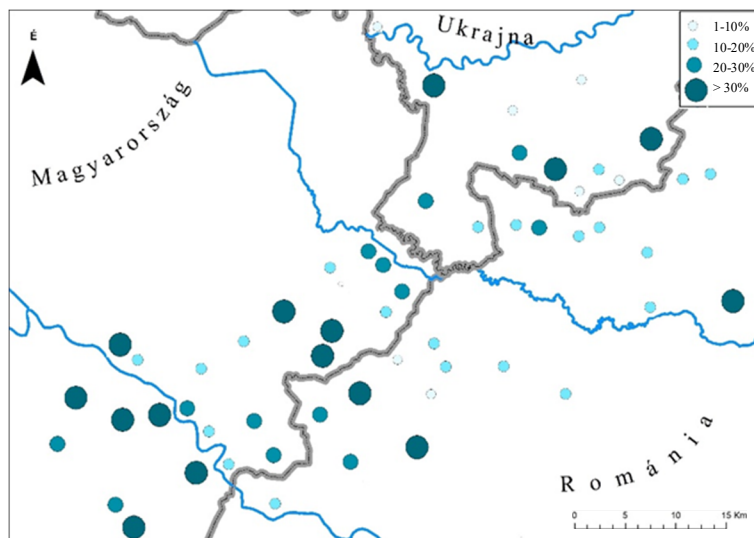 Ukrajna
1-10%
10-20%
20-30%
> 30%
É
Magyarország
Románia
0 5 10 15 Km